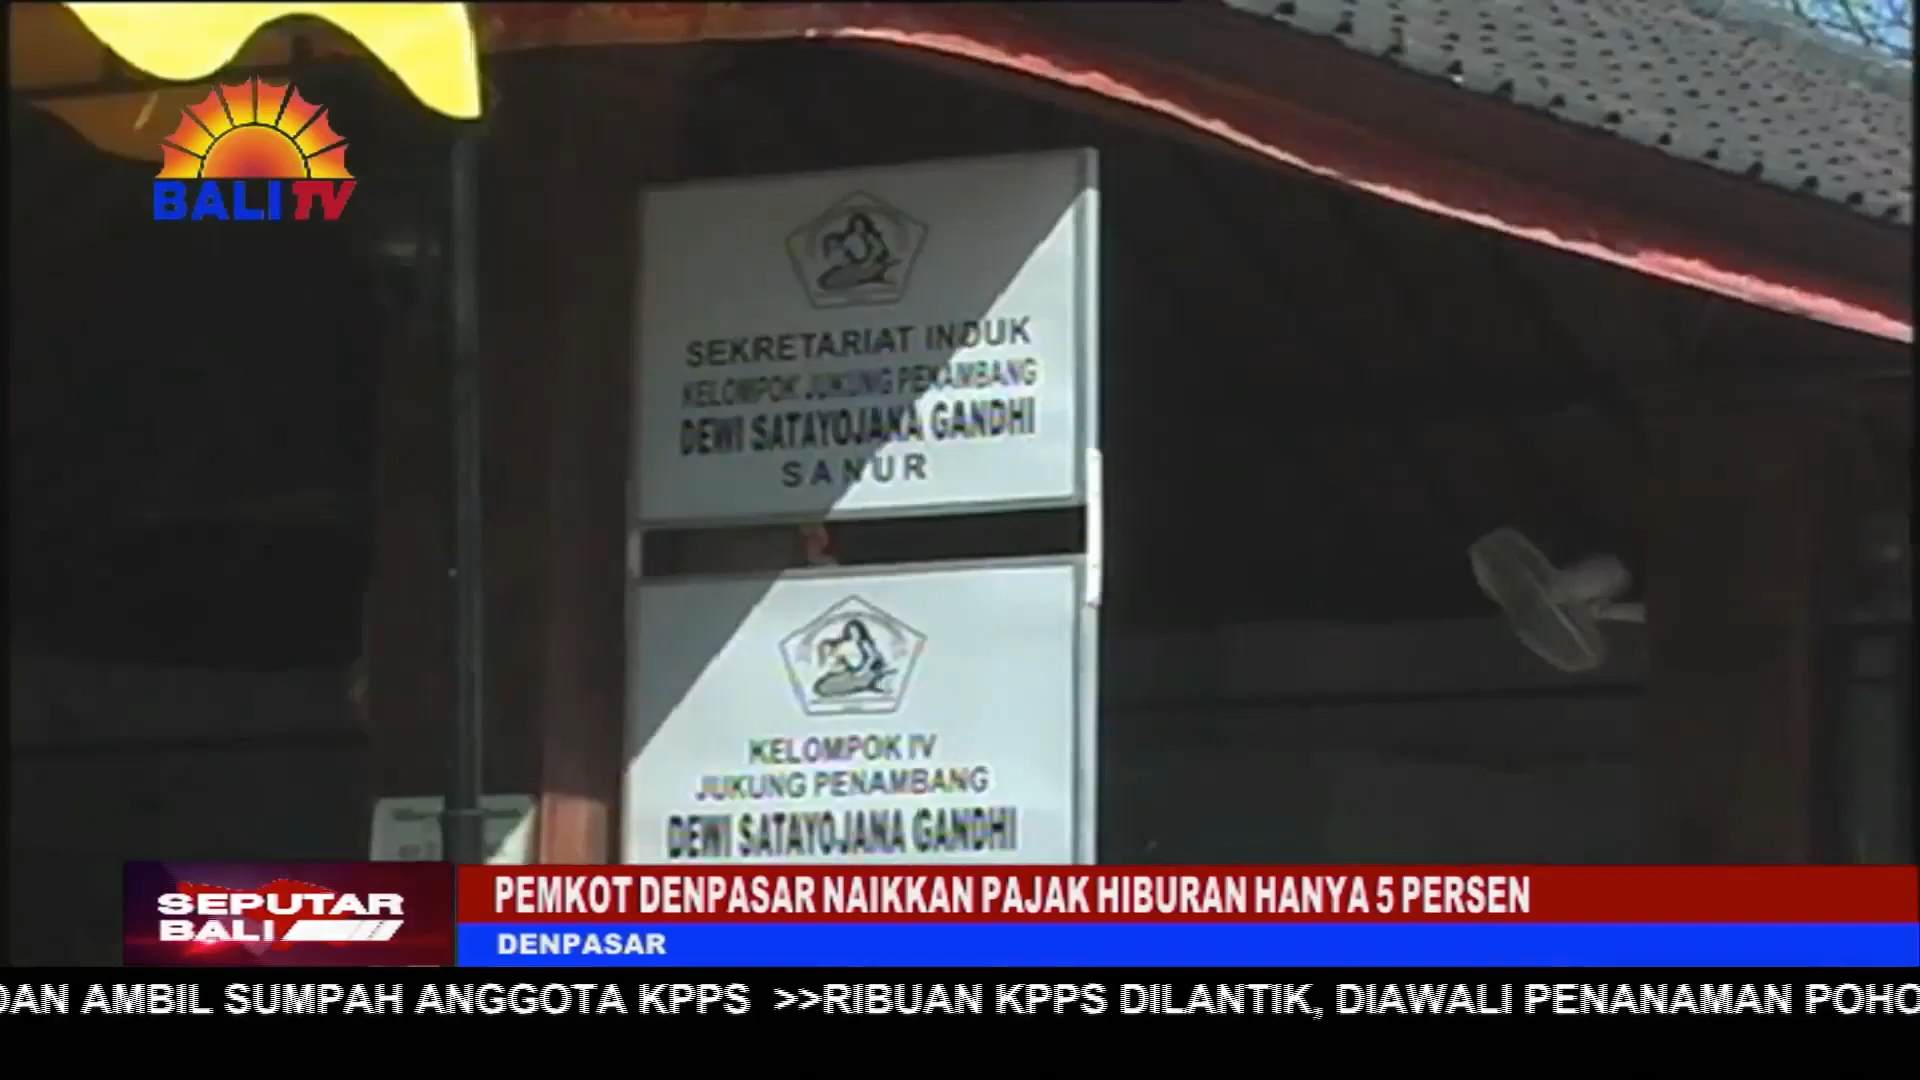 BALI TV
SEKRETARIAT INDUK
KELOMPOK JUKUNG PENAMBANG
DEWI SATAYOJANA GANDHI
SANUR
KELOMPOK IV
JUKUNG PENAMBANG
DEWI SATAYOJANA GANDHI
SEPUTAR
BALI
PEMKOT DENPASAR NAIKKAN PAJAK HIBURAN HANYA 5 PERSEN
DENPASAR
DAN AMBIL SUMPAH ANGGOTA KPPS >>RIBUAN KPPS DILANTIK, DIAWALI PENANAMAN POHO